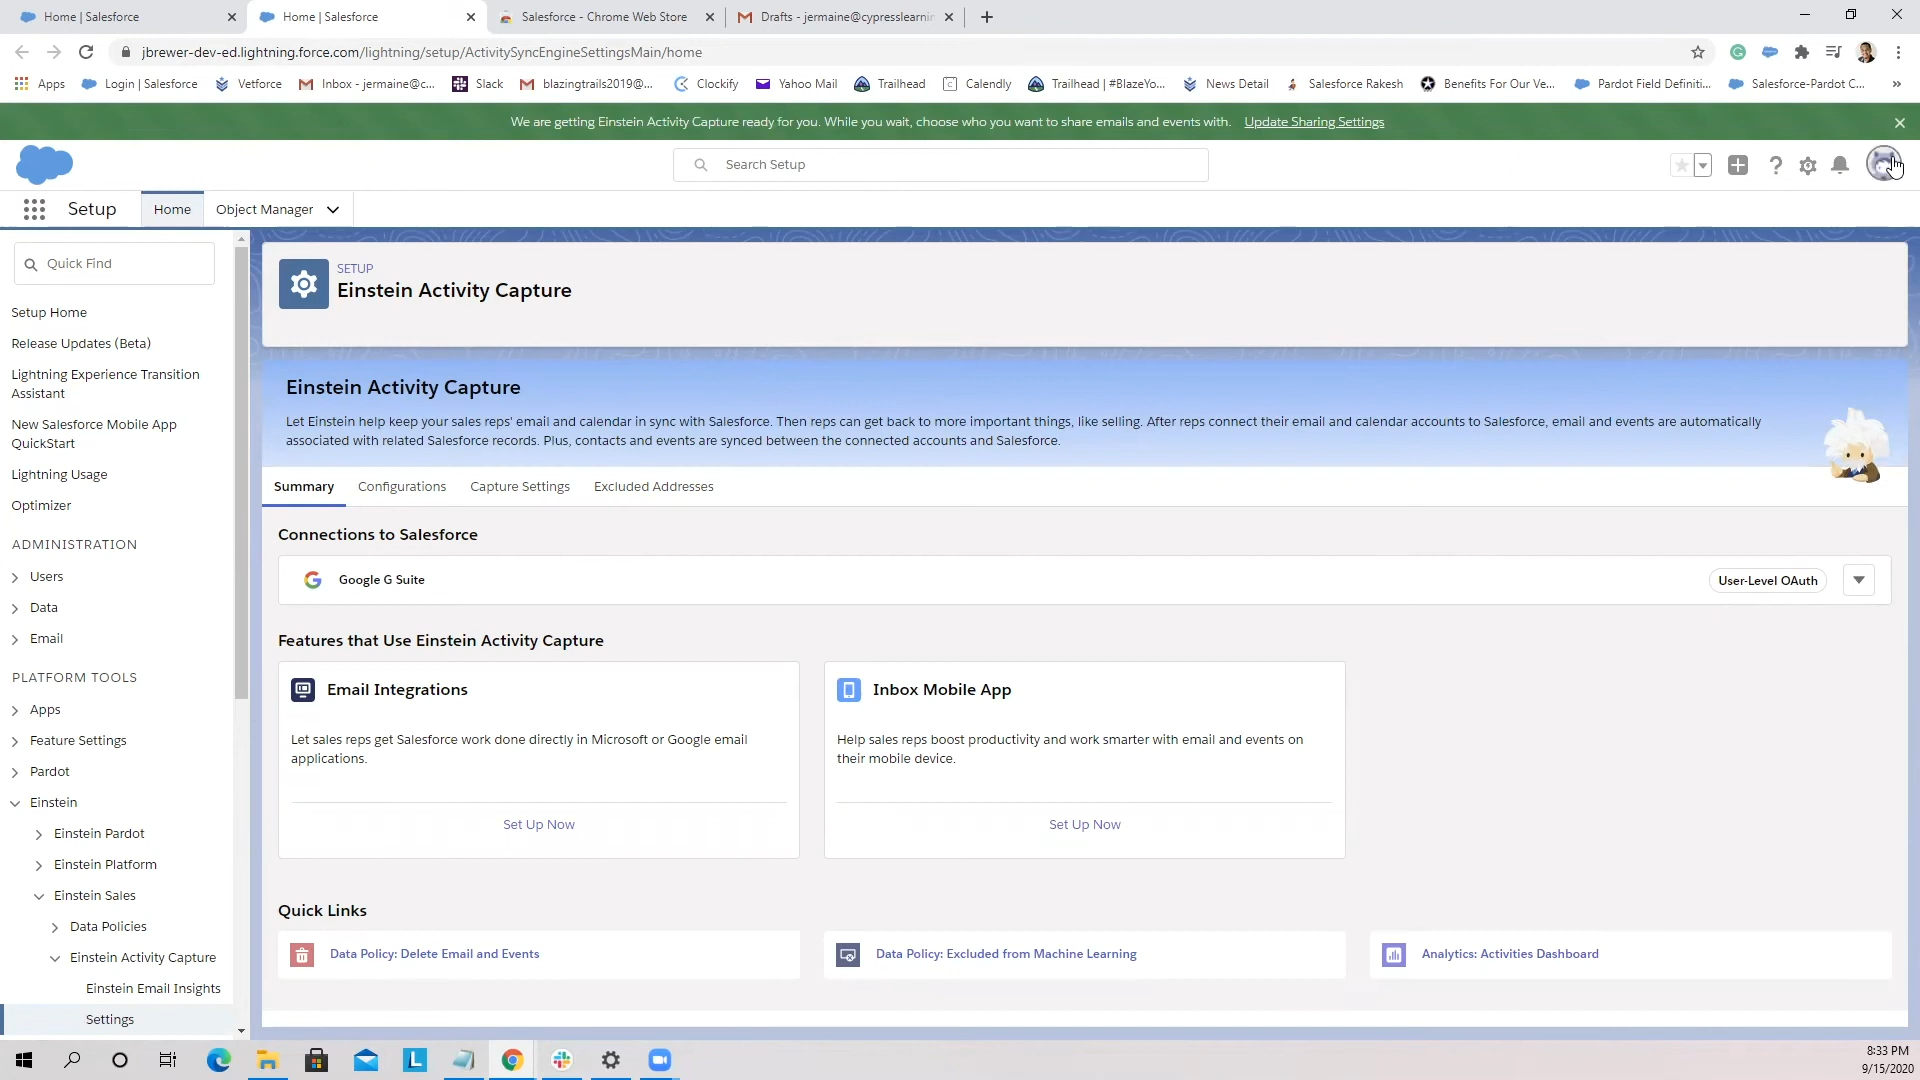 Home | Salesforce
Home | Salesforce
Salesforce - Chrome Web Store
Drafts - jermaine@cypresslearnin
jbrewer-dev-ed.lightning.force.com/lightning/setup/ActivitySyncEngineSettingsMain/home
Apps
Login | Salesforce
Vetforce
Inbox - jermaine@c...
Slack
blazingtrails2019@...
Clockify
Yahoo Mail
Trailhead
Calendly
Trailhead | #BlazeYo...
News Detail
Salesforce Rakesh
Benefits For Our Ve...
Pardot Field Definiti...
Salesforce-Pardot C...
We are getting Einstein Activity Capture ready for you. While you wait, choose who you want to share emails and events with. Update Sharing Settings
Search Setup
Setup
Home
Object Manager
Quick Find
Setup Home
Release Updates (Beta)
Lightning Experience Transition
Assistant
New Salesforce Mobile App
QuickStart
Lightning Usage
Optimizer
ADMINISTRATION
Users
Data
Email
PLATFORM TOOLS
Apps
Feature Settings
Pardot
Einstein
Einstein Pardot
Einstein Platform
Einstein Sales
Data Policies
Einstein Activity Capture
Einstein Email Insights
Settings
SETUP
Einstein Activity Capture
Einstein Activity Capture
Let Einstein help keep your sales reps' email and calendar in sync with Salesforce. Then reps can get back to more important things, like selling. After reps connect their email and calendar accounts to Salesforce, email and events are automatically
associated with related Salesforce records. Plus, contacts and events are synced between the connected accounts and Salesforce.
Summary
Configurations
Capture Settings
Excluded Addresses
Connections to Salesforce
Google G Suite
User-Level OAuth
Features that Use Einstein Activity Capture
Email Integrations
Let sales reps get Salesforce work done directly in Microsoft or Google email
applications.
Set Up Now
Inbox Mobile App
Help sales reps boost productivity and work smarter with email and events on
their mobile device.
Set Up Now
Quick Links
Data Policy: Delete Email and Events
Data Policy: Excluded from Machine Learning
Analytics: Activities Dashboard
8:33 PM
9/15/2020